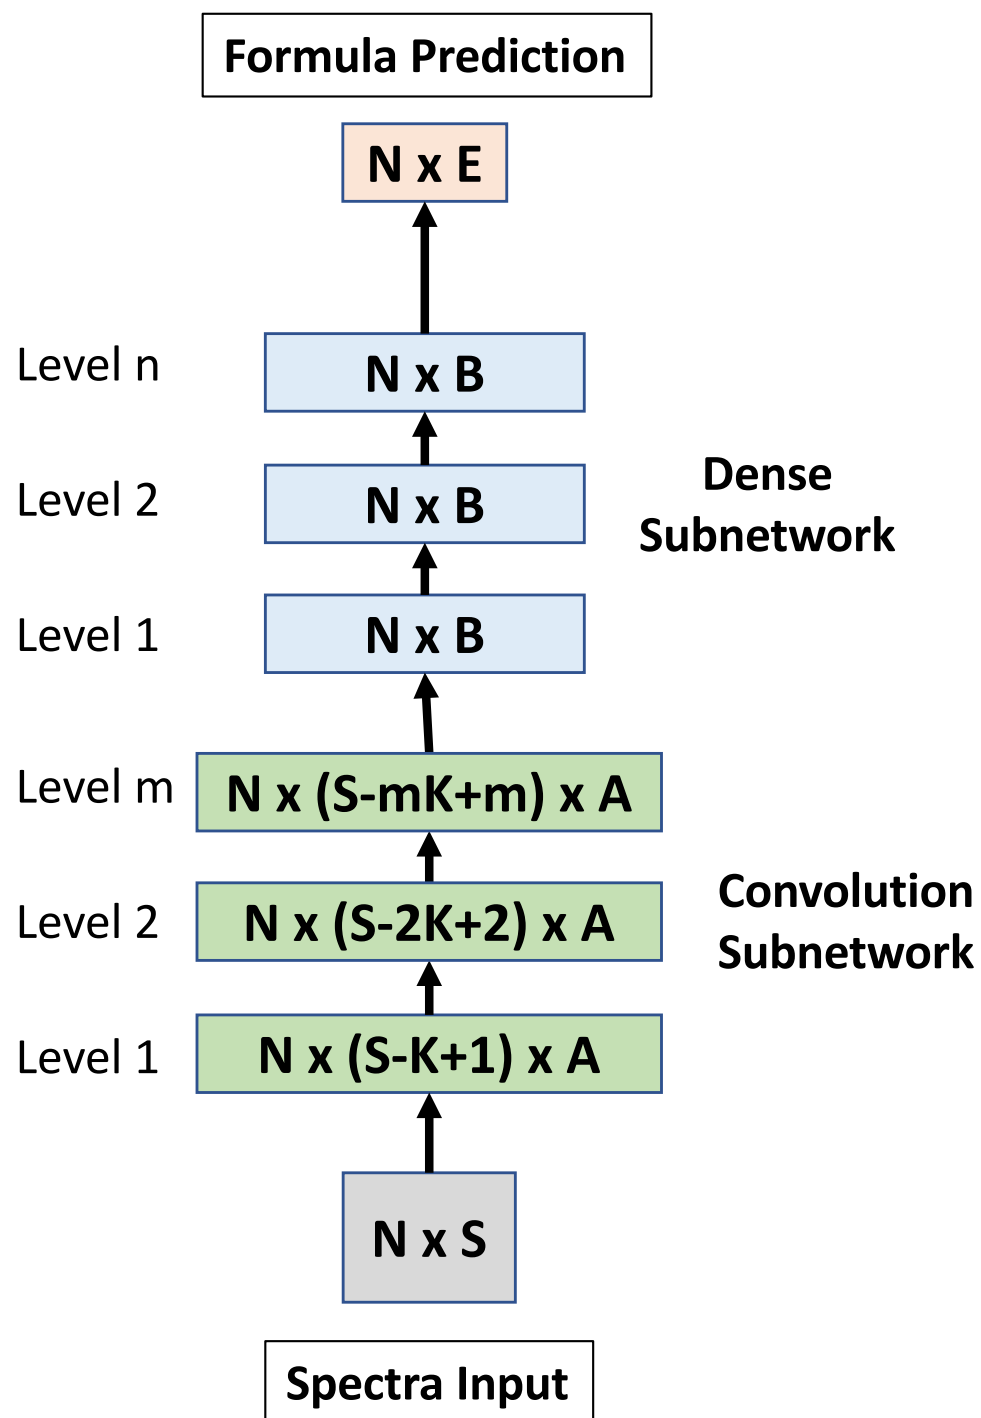 Formula Prediction
N x E
Level n
N x B
Level 2
N x B
Dense
Subnetwork
Level 1
N x B
Level m
N x (S-mK+m) x A
Level 2
N x (S-2K+2) x A
Convolution
Subnetwork
Level 1
N x (S-K+1) x A
N x S
Spectra Input